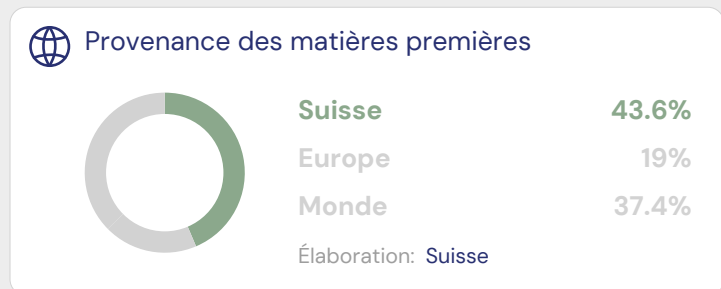 Provenance des matières premières
Suisse 43.6%
Europe 19%
Monde 37.4%
Élaboration: Suisse